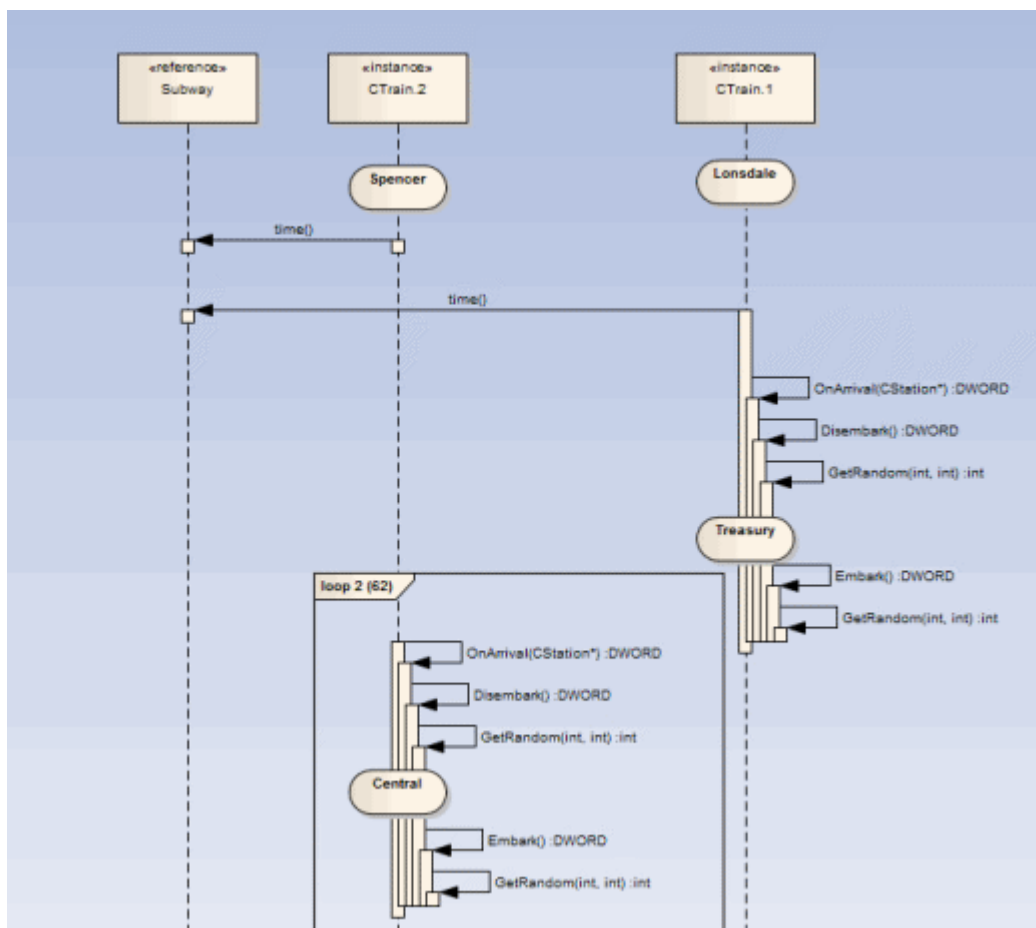 «reference»
Subway
«instance»
CTrain.2
«instance»
CTrain.1
Spencer
Lonsdale
time()
time()
OnArrival(CStation*) :DWORD
Disembark() :DWORD
GetRandom(int, int) :int
Treasury
Embark() :DWORD
loop 2 (62)
GetRandom(int, int) :int
OnArrival(CStation*) :DWORD
Disembark() :DWORD
GetRandom(int, int) :int
Central
Embark() :DWORD
GetRandom(int, int) :int